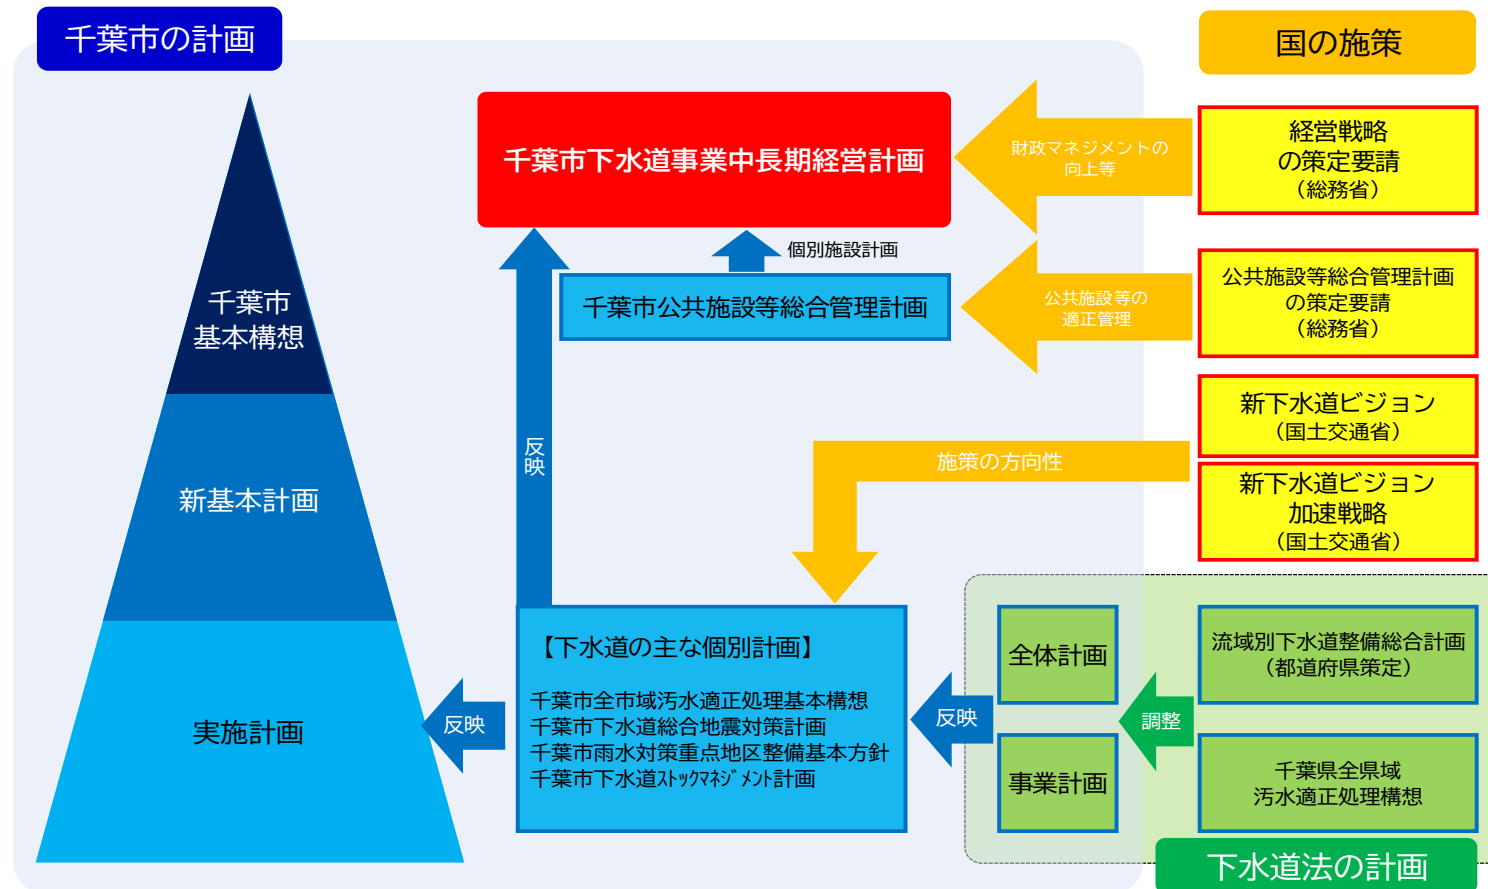 千葉市の計画
国の施策
千葉市下水道事業中長期経営計画
財政マネジメントの
向上等
経営戦略
の策定要請
（総務省）
個別施設計画
千葉市公共施設等総合管理計画
公共施設等の
適正管理
公共施設等総合管理計画
の策定要請
（総務省）
千葉市
基本構想
新基本計画
実施計画
反映
施策の方向性
新下水道ビジョン
（国土交通省）
新下水道ビジョン
加速戦略
（国土交通省）
反映
【下水道の主な個別計画】
千葉市全市域汚水適正処理基本構想
千葉市下水道総合地震対策計画
千葉市雨水対策重点地区整備基本方針
千葉市下水道ｽﾄｯｸﾏﾈｼﾞﾒﾝﾄ計画
反映
全体計画
事業計画
調整
流域別下水道整備総合計画
（都道府県策定）
千葉県全県域
汚水適正処理構想
下水道法の計画